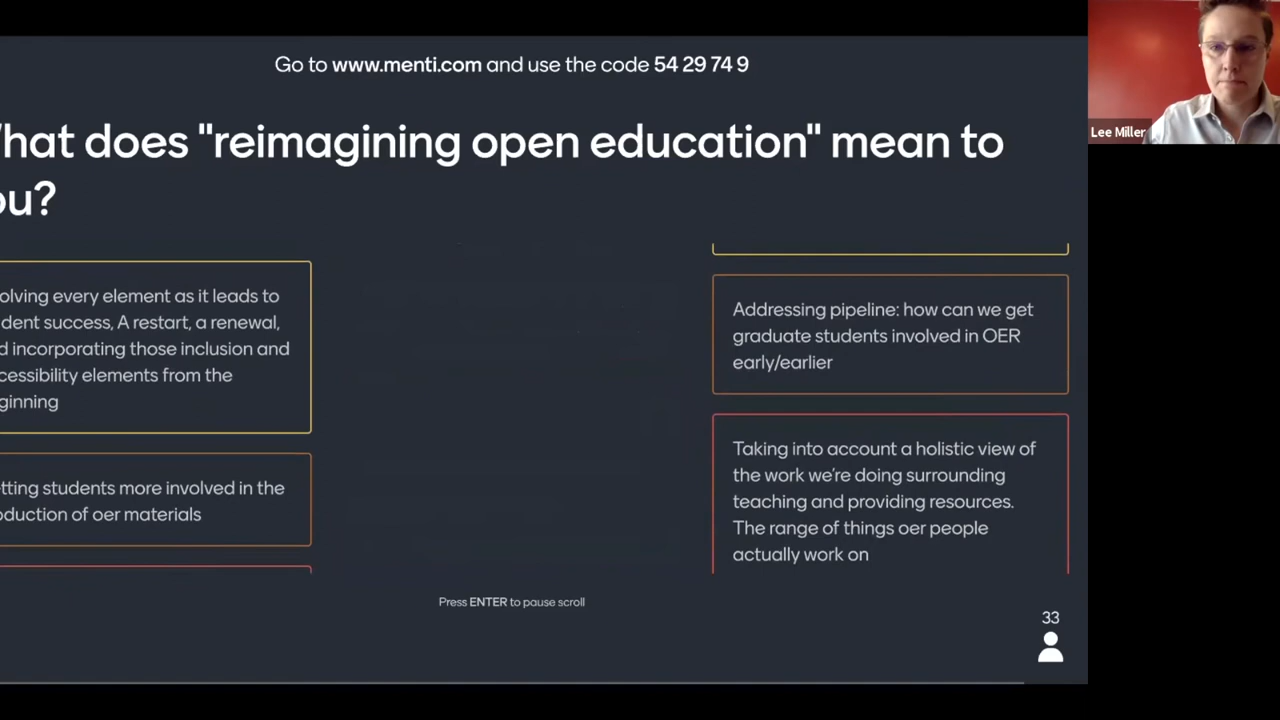 Go to www.menti.com and use the code 54 29 74 9
hat does "reimagining open education" mean to
ou?
olving every element as it leads to
dent success, A restart, a renewal,
d incorporating those inclusion and
cessibility elements from the
ginning
tting students more involved in the
oduction of oer materials
Addressing pipeline: how can we get
graduate students involved in OER
early/earlier
Taking into account a holistic view of
the work we're doing surrounding
teaching and providing resources.
The range of things oer people
actually work on
Press ENTER to pause scroll
33
Lee Miller